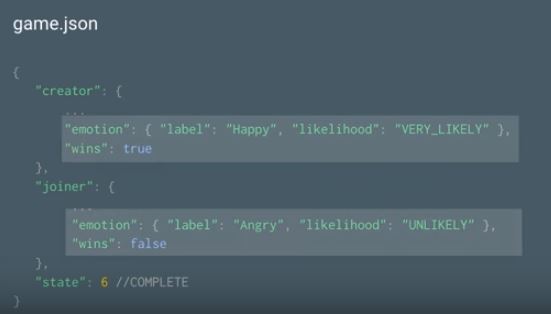 game.json
{
"creator": {
...
"emotion": { "label": "Happy", "likelihood": "VERY_LIKELY" },
"wins": true
},
"joiner": {
...
"emotion": { "label": "Angry", "likelihood": "UNLIKELY" },
"wins": false
},
"state": 6 //COMPLETE
}